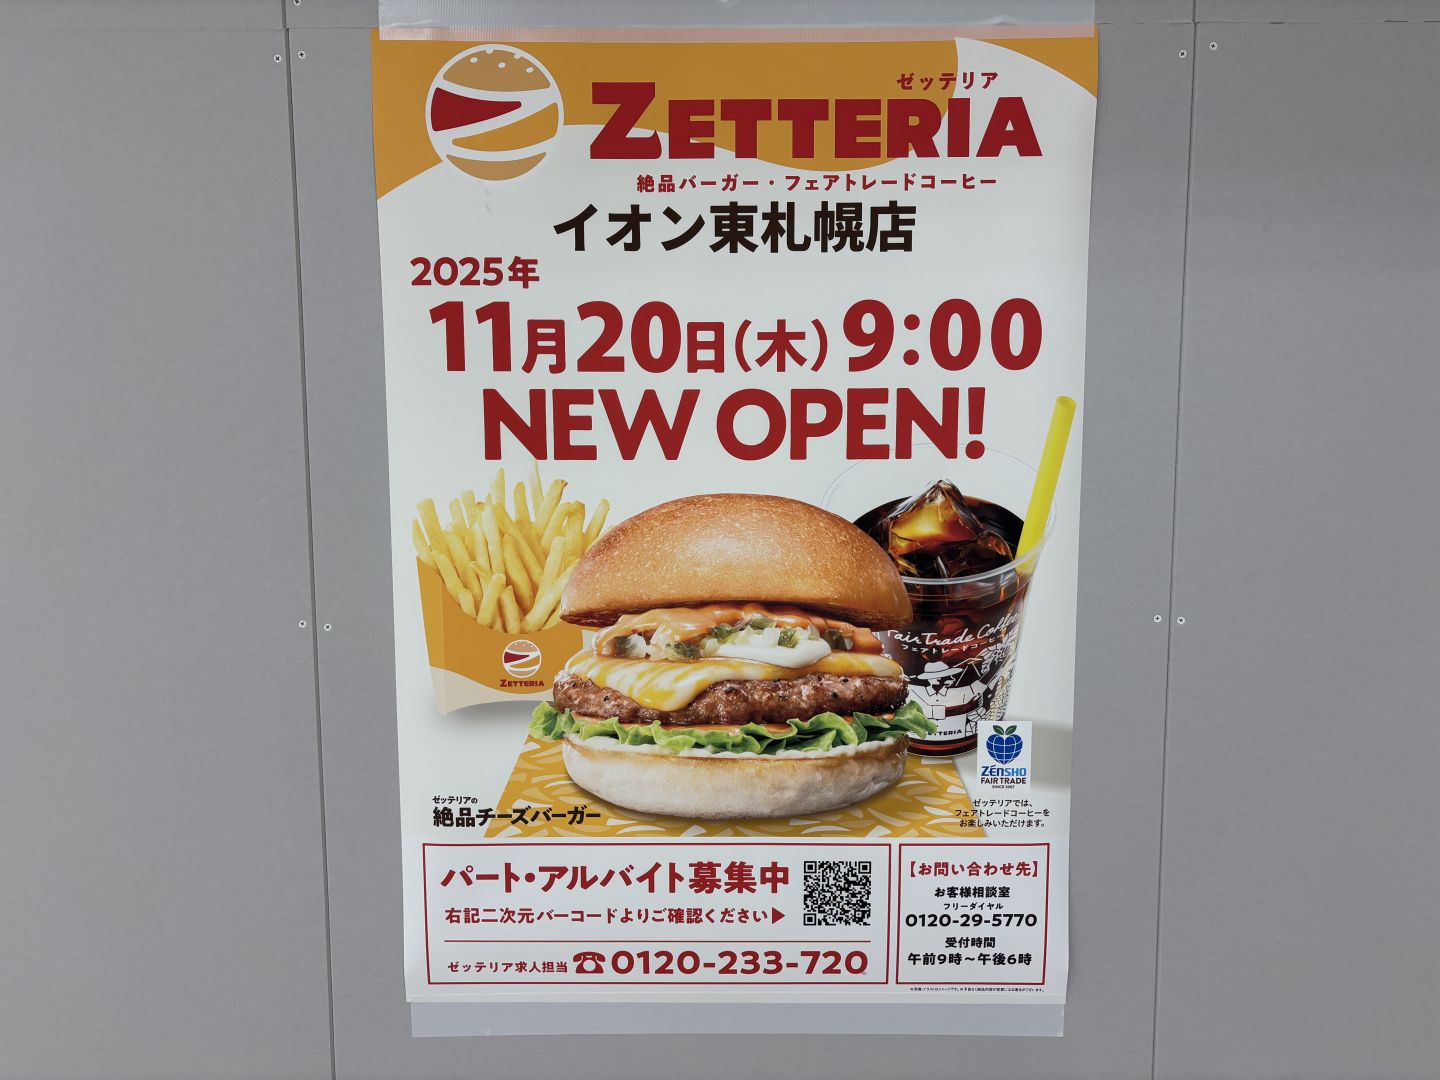 ゼッテリア
ZETTERIA
絶品バーガー・フェアトレードコーヒー
イオン東札幌店
2025年
11月20日(木) 9:00
NEW OPEN!
ZETTERIA
Fair Trade Coffee
フェアトレードコーヒー
ZETTERIA
ZENSHO
FAIR TRADE
SINCE 2007
ゼッテリアでは、
フェアトレードコーヒーを
お楽しみいただけます。
ゼッテリアの
絶品チーズバーガー
パート・アルバイト募集中
右記二次元バーコードよりご確認ください▶
ゼッテリア求人担当 ☎0120-233-720
【お問い合わせ先】
お客様相談室
フリーダイヤル
0120-29-5770
受付時間
午前9時～午後6時